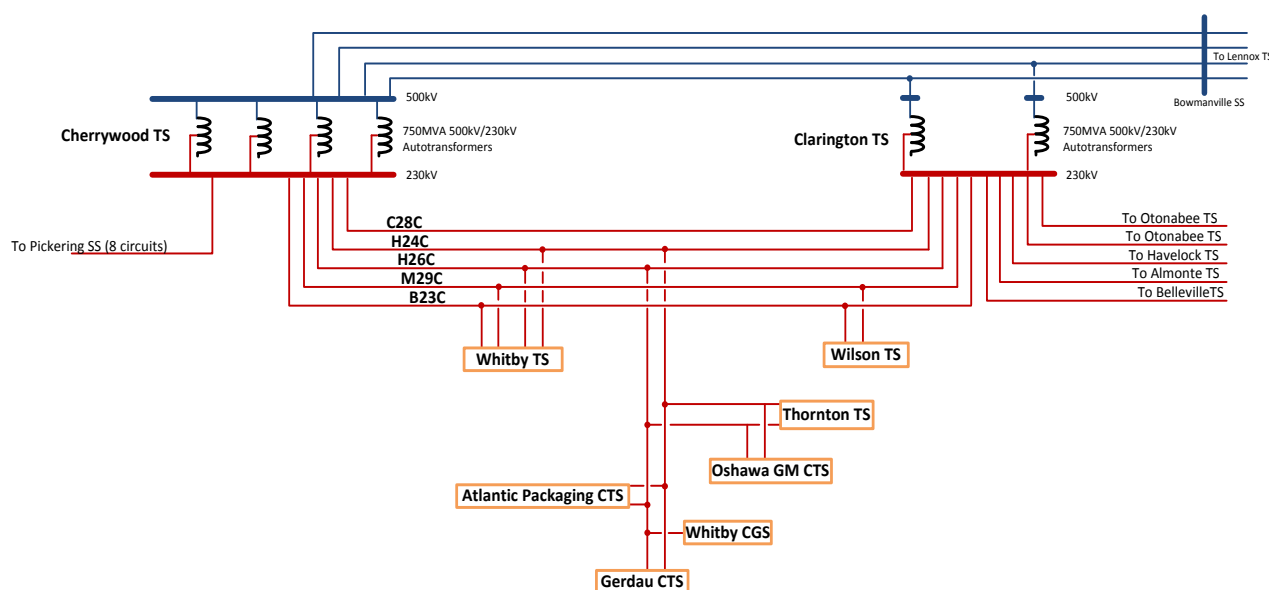 To Lennox TS
500kV
500kV
Bowmanville SS
Cherrywood TS
750MVA 500kV/230kV
Autotransformers
Clarington TS
750MVA 500kV/230kV
Autotransformers
230kV
230kV
C28C
To Otonabee TS
H24C
To Pickering SS (8 circuits)
To Otonabee TS
H26C
To Havelock TS
M29C
To Almonte TS
B23C
To BellevilleTS
Whitby TS
Wilson TS
Thornton TS
Oshawa GM CTS
Atlantic Packaging CTS
Whitby CGS
Gerdau CTS